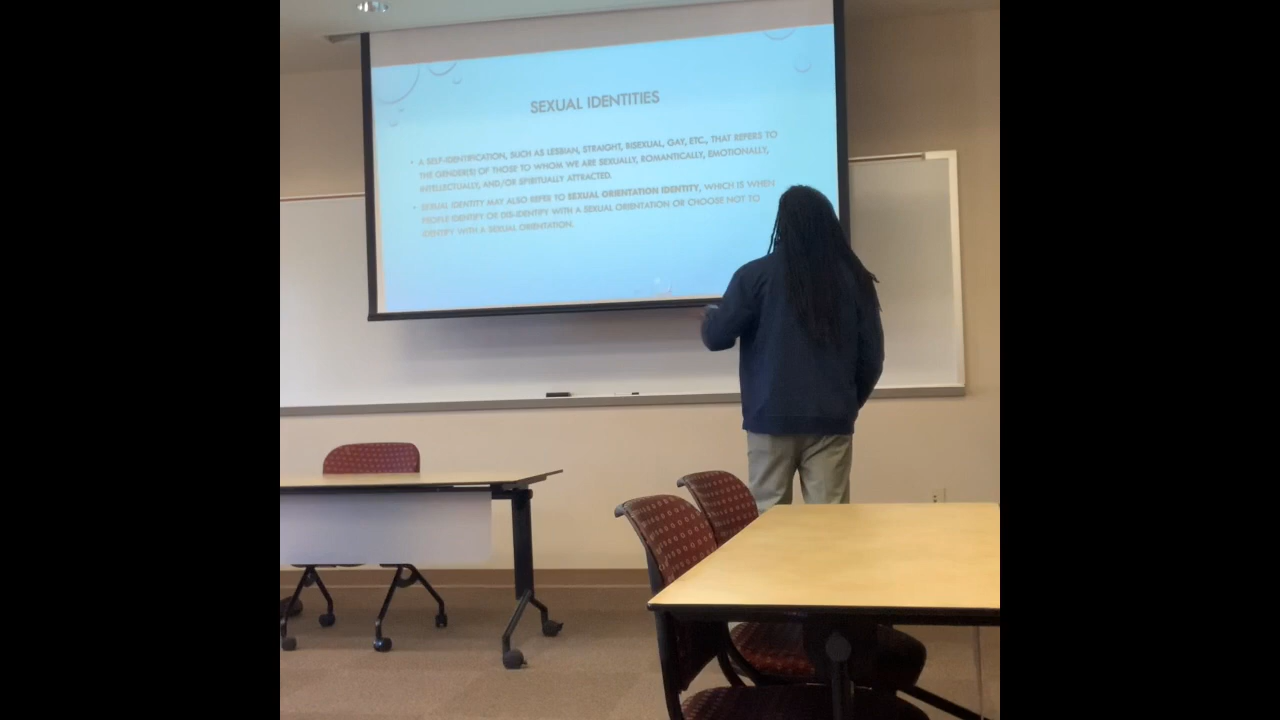 SEXUAL IDENTITIES
• A SELF-IDENTIFICATION, SUCH AS LESBIAN, STRAIGHT, BISEXUAL, GAY, ETC., THAT REFERS TO
THE GENDER(S) OF THOSE TO WHOM WE ARE SEXUALLY, ROMANTICALLY, EMOTIONALLY,
INTELLECTUALLY, AND/OR SPIRITUALLY ATTRACTED.
• SEXUAL IDENTITY MAY ALSO REFER TO SEXUAL ORIENTATION IDENTITY, WHICH IS WHEN
PEOPLE IDENTIFY OR DIS-IDENTIFY WITH A SEXUAL ORIENTATION OR CHOOSE NOT TO
IDENTIFY WITH A SEXUAL ORIENTATION.